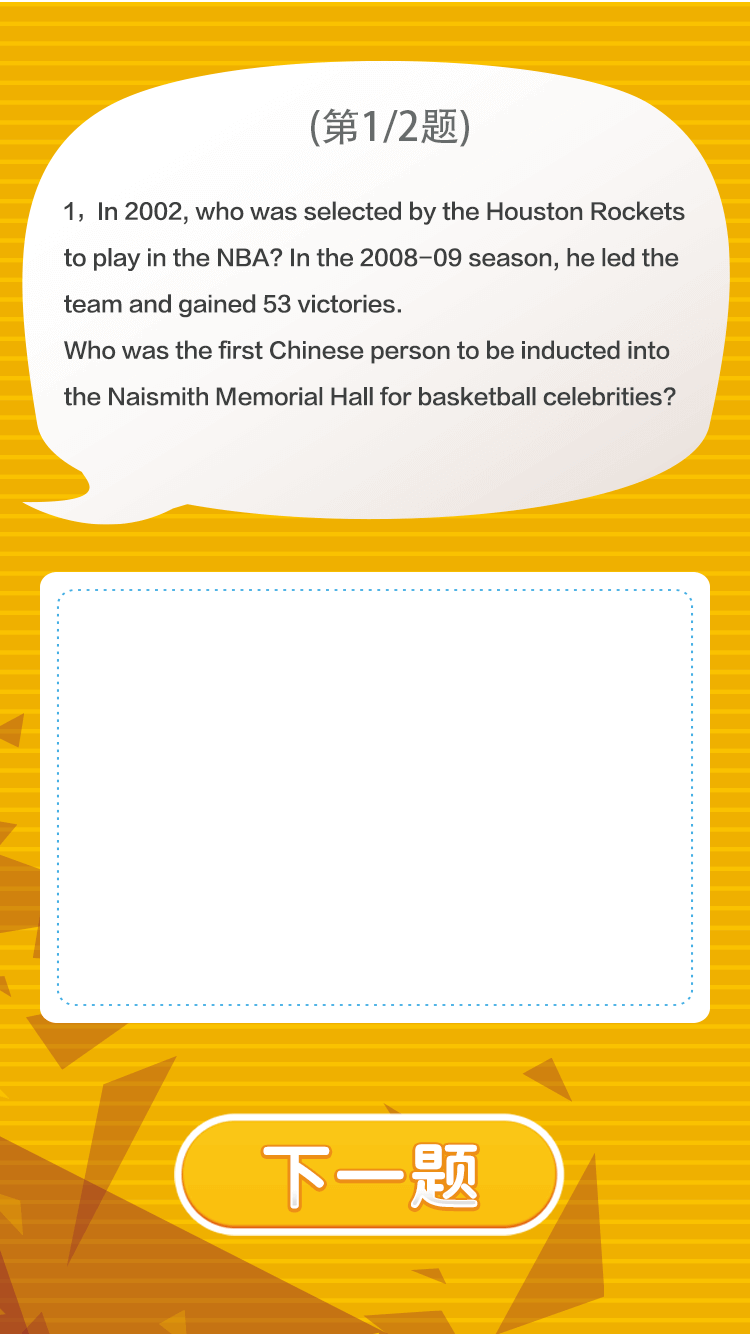 (第1/2题)
1，In 2002, who was selected by the Houston Rockets
to play in the NBA? In the 2008-09 season, he led the
team and gained 53 victories.
Who was the first Chinese person to be inducted into
the Naismith Memorial Hall for basketball celebrities?
下一题